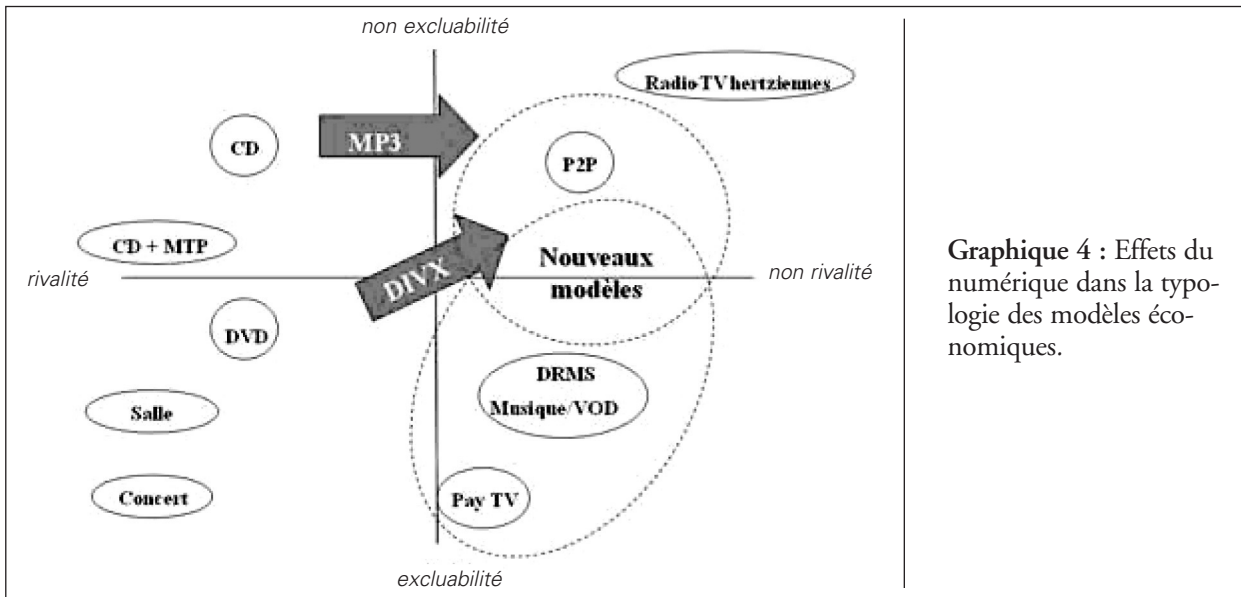 non excluabilité
Radio-TV hertziennes
MP3
CD
P2P
CD + MTP
rivalité
non rivalité
DIVX
Nouveaux
modèles
DVD
DRMS
Musique/VOD
Salle
Concert
Pay TV
excluabilité
Graphique 4 : Effets du
numérique dans la typo-
logie des modèles éco-
nomiques.